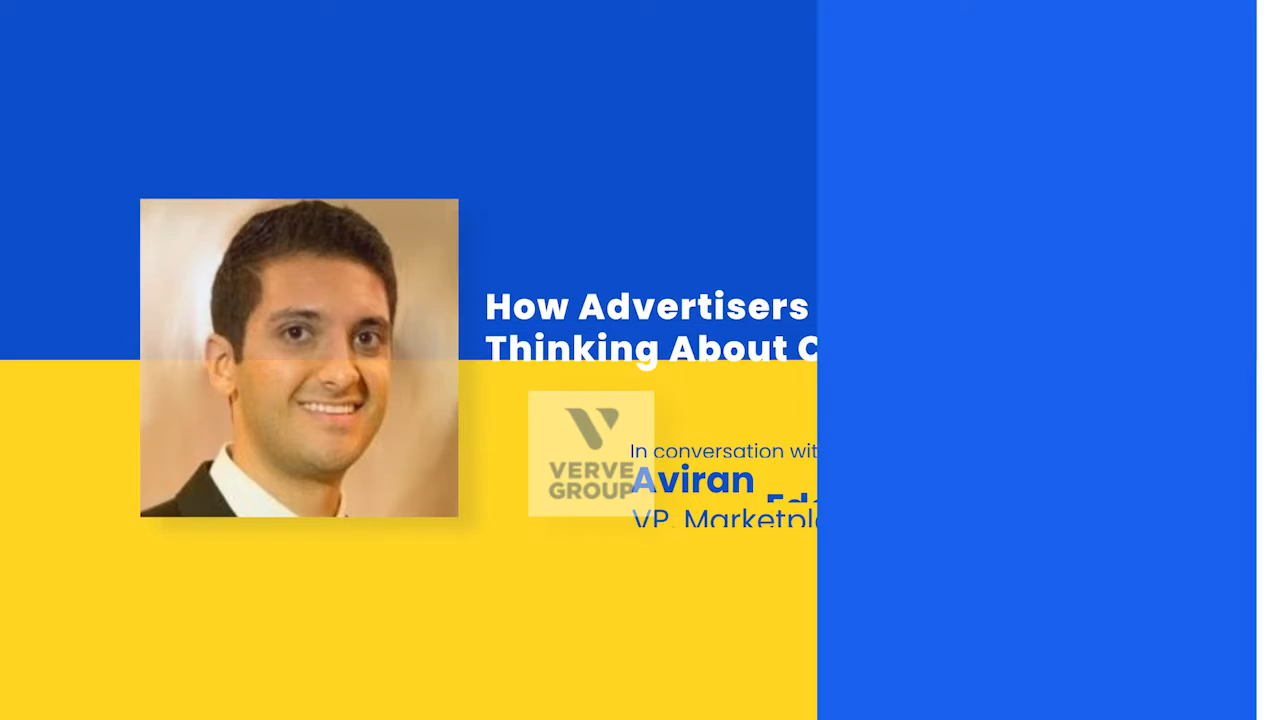 How Advertisers
Thinking About C
VERVE
GROUP
In conversation wit
Aviran
VP, Marketpl